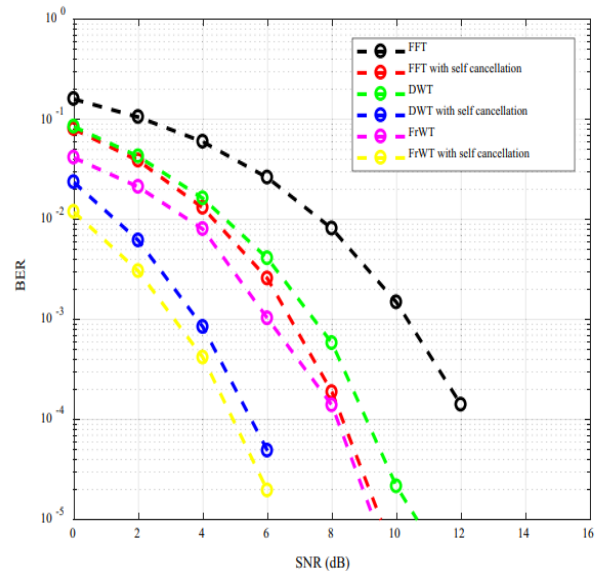 10 0
FFT
FFT with self cancellation
DWT
DWT with self cancellation
FrWT
FrWT with self cancellation
10 -1
10 -2
BER
10 -3
10 -4
10 -5
0 2 4 6 8 10 12 14 16
SNR (dB)